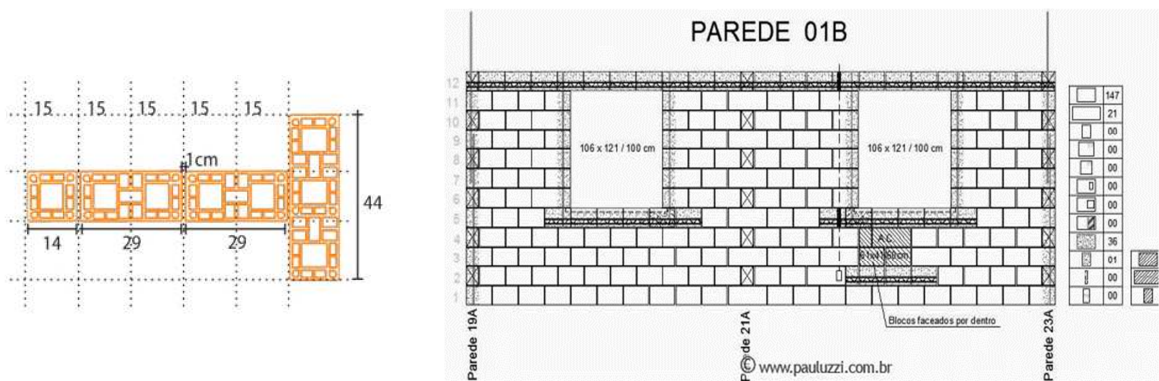 15 15 15 15 15
1cm
44
14 29 29
PAREDE 01B
12
11
10
9
8
7
6
5
4
3
2
1
106 x 121 / 100 cm 106 x 121 / 100 cm
A.C.
147
21
00
00
00
00
00
00
36
01
00
00
Blocos faceados por dentro
Parede 19A
Parede 21A
Parede 23A
© www.pauluzzi.com.br